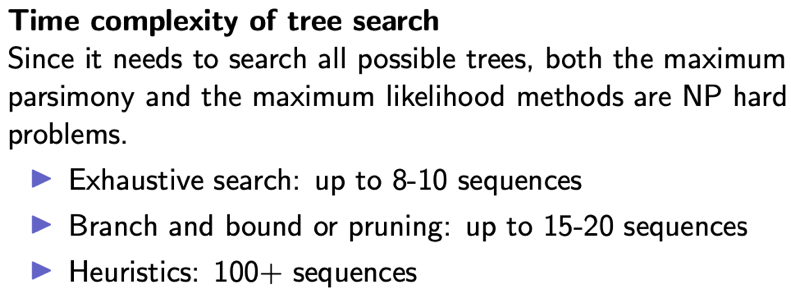 Time complexity of tree search
Since it needs to search all possible trees, both the maximum
parsimony and the maximum likelihood methods are NP hard
problems.
▶ Exhaustive search: up to 8-10 sequences
▶ Branch and bound or pruning: up to 15-20 sequences
▶ Heuristics: 100+ sequences